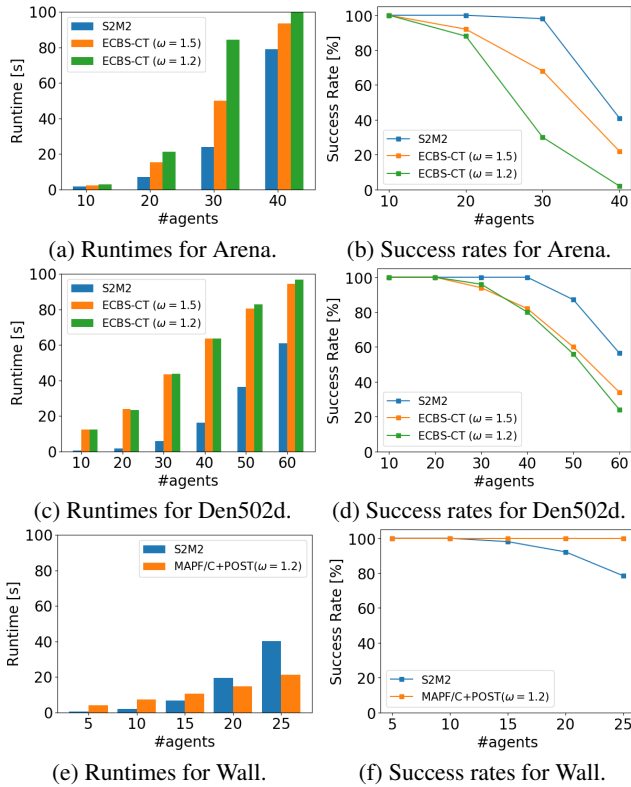 100
80
60
40
20
0
Runtime [s]
S2M2
ECBS-CT (ω = 1.5)
ECBS-CT (ω = 1.2)
10 20 30 40
#agents
(a) Runtimes for Arena.
100
80
60
40
20
0
Success Rate [%]
S2M2
ECBS-CT (ω = 1.5)
ECBS-CT (ω = 1.2)
10 20 30 40
#agents
(b) Success rates for Arena.
100
80
60
40
20
0
Runtime [s]
S2M2
ECBS-CT (ω = 1.5)
ECBS-CT (ω = 1.2)
10 20 30 40 50 60
#agents
(c) Runtimes for Den502d.
100
80
60
40
20
0
Success Rate [%]
S2M2
ECBS-CT (ω = 1.5)
ECBS-CT (ω = 1.2)
10 20 30 40 50 60
#agents
(d) Success rates for Den502d.
100
80
60
40
20
0
Runtime [s]
S2M2
MAPF/C+POST(ω = 1.2)
5 10 15 20 25
#agents
(e) Runtimes for Wall.
100
80
60
40
20
0
Success Rate [%]
S2M2
MAPF/C+POST(ω = 1.2)
5 10 15 20 25
#agents
(f) Success rates for Wall.